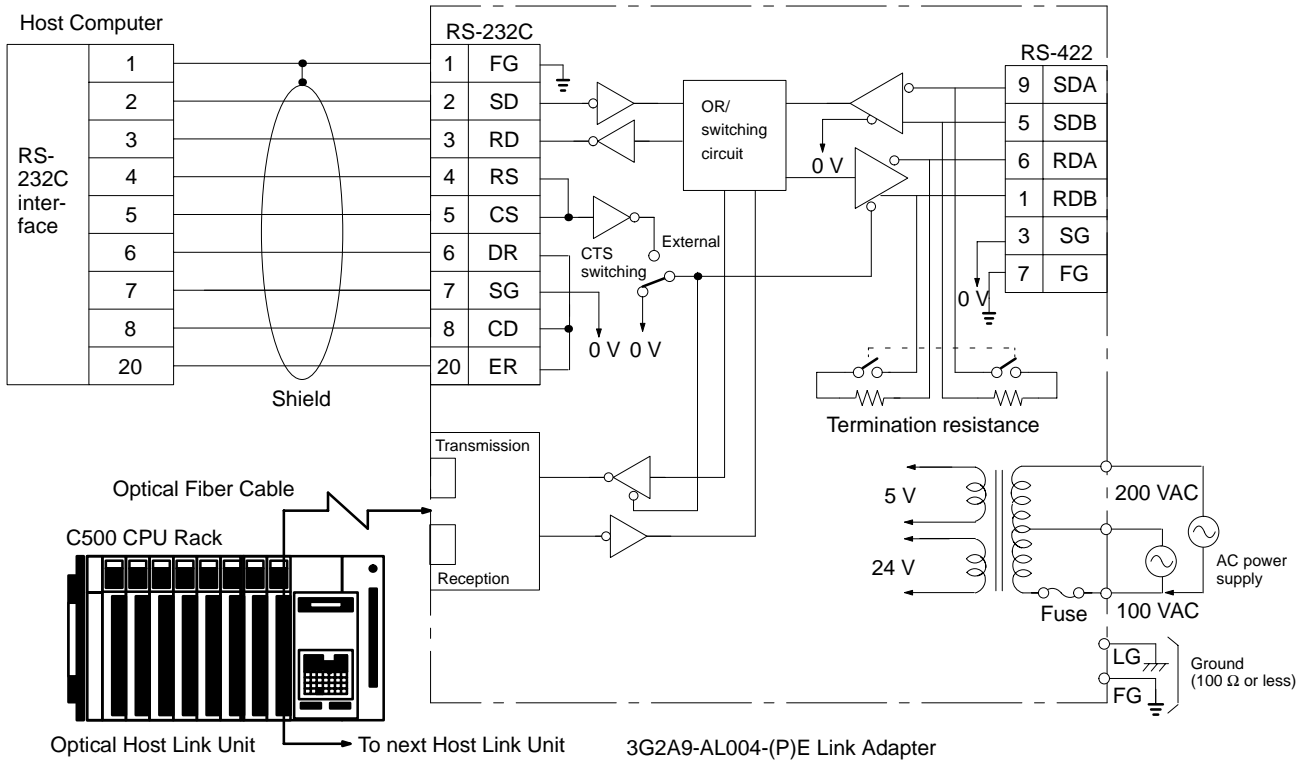 Host Computer
RS-232C
RS-422
1
2
3
4
5
6
7
8
20
RS-
232C
inter-
face
Shield
1 FG
2 SD
3 RD
4 RS
5 CS
6 DR
7 SG
8 CD
20 ER
OR/
switching
circuit
0 V
CTS
switching
External
0 V 0 V
9 SDA
5 SDB
6 RDA
1 RDB
3 SG
7 FG
0 V
Termination resistance
Transmission
Reception
Optical Fiber Cable
C500 CPU Rack
5 V
24 V
200 VAC
100 VAC
Fuse
AC power
supply
LG
FG
Ground
(100 Ω or less)
Optical Host Link Unit
To next Host Link Unit
3G2A9-AL004-(P)E Link Adapter